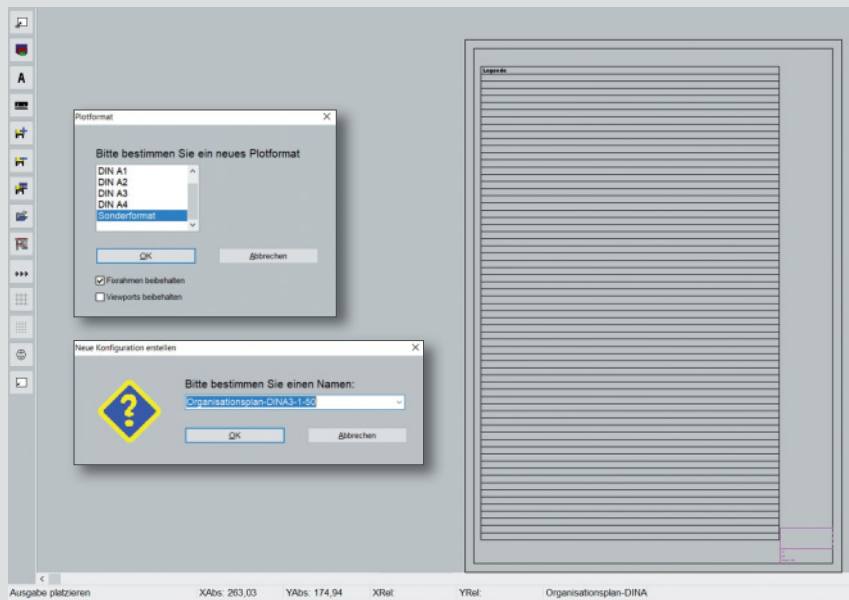 A
Legende
Plotformat
Bitte bestimmen Sie ein neues Plotformat
DIN A1
DIN A2
DIN A3
DIN A4
Sonderformat
OK
Abbrechen
Fixrahmen beibehalten
Viewports beibehalten
Neue Konfiguration erstellen
Bitte bestimmen Sie einen Namen:
Organisationsplan-DINA3-1-50
OK
Abbrechen
Ausgabe platzieren XAbs: 263,03 YAbs: 174,94 XRel: YRel: Organisationsplan-DINA